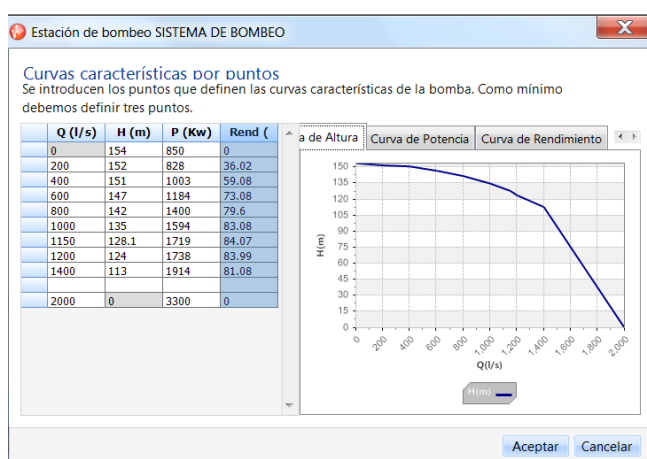 Estación de bombeo SISTEMA DE BOMBEO
X
Curvas características por puntos
Se introducen los puntos que definen las curvas características de la bomba. Como mínimo
debemos definir tres puntos.
Q (l/s) H (m) P (Kw) Rend (
0 154 850 0
200 152 828 36.02
400 151 1003 59.08
600 147 1184 73.08
800 142 1400 79.6
1000 135 1594 83.08
1150 128.1 1719 84.07
1200 124 1738 83.99
1400 113 1914 81.08
2000 0 3300 0
a de Altura Curva de Potencia Curva de Rendimiento
H(m)
150
135
120
105
90
75
60
45
30
15
0
0 200 400 600 800 1,000 1,200 1,400 1,600 1,800 2,000
Q(l/s)
H(m)
Aceptar Cancelar